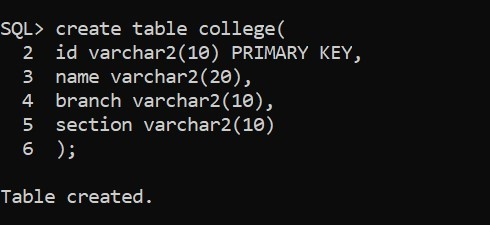 SQL> create table college(
  2  id varchar2(10) PRIMARY KEY,
  3  name varchar2(20),
  4  branch varchar2(10),
  5  section varchar2(10)
  6  );
Table created.